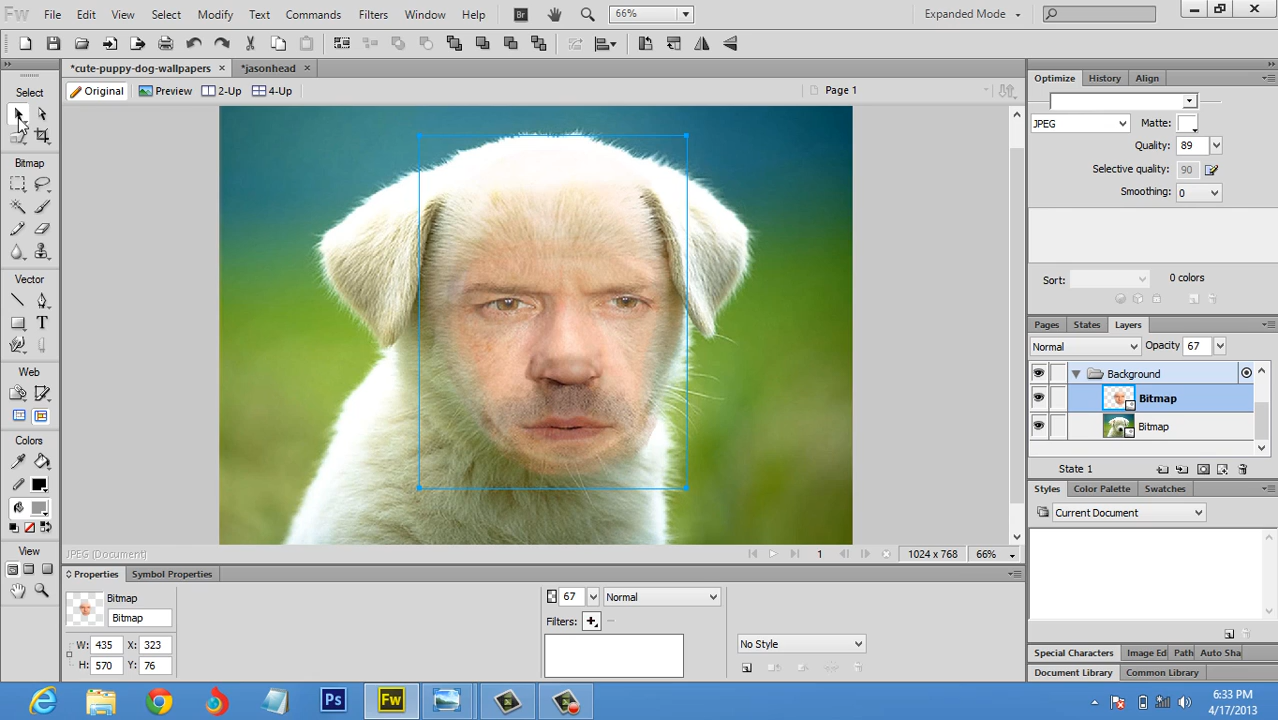 Fw File Edit View Select Modify Text Commands Filters Window Help Br 66% Expanded Mode
*cute-puppy-dog-wallpapers × *jasonhead ×
Original Preview 2-Up 4-Up Page 1
Select
Bitmap
Vector
Web
Colors
View
Optimize History Align
JPEG Matte:
Quality: 89
Selective quality: 90
Smoothing: 0
Sort: 0 colors
Pages States Layers
Normal Opacity 67
Background
Bitmap
Bitmap
State 1
Styles Color Palette Swatches
Current Document
Special Characters Image Ed Path Auto Sha
Document Library Common Library
JPEG (Document) 1 1024 x 768 66%
Properties Symbol Properties
Bitmap
Bitmap
W: 435 X: 323
H: 570 Y: 76
67 Normal
Filters:
No Style
Ps Fw
6:33 PM
4/17/2013